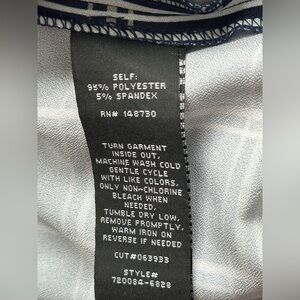 SELF:
95% POLYESTER
5% SPANDEX
RN# 148730
TURN GARMENT
INSIDE OUT,
MACHINE WASH COLD
GENTLE CYCLE
WITH LIKE COLORS,
ONLY NON-CHLORINE
BLEACH WHEN
NEEDED,
TUMBLE DRY LOW,
REMOVE PROMPTLY,
WARM IRON ON
REVERSE IF NEEDED
CUT#063933
STYLE#
720084-6828